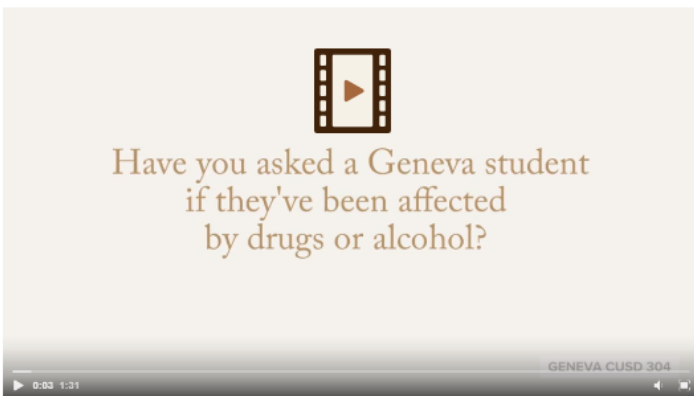 Have you asked a Geneva student
if they've been affected
by drugs or alcohol?
GENEVA CUSD 304
0:03 1:31